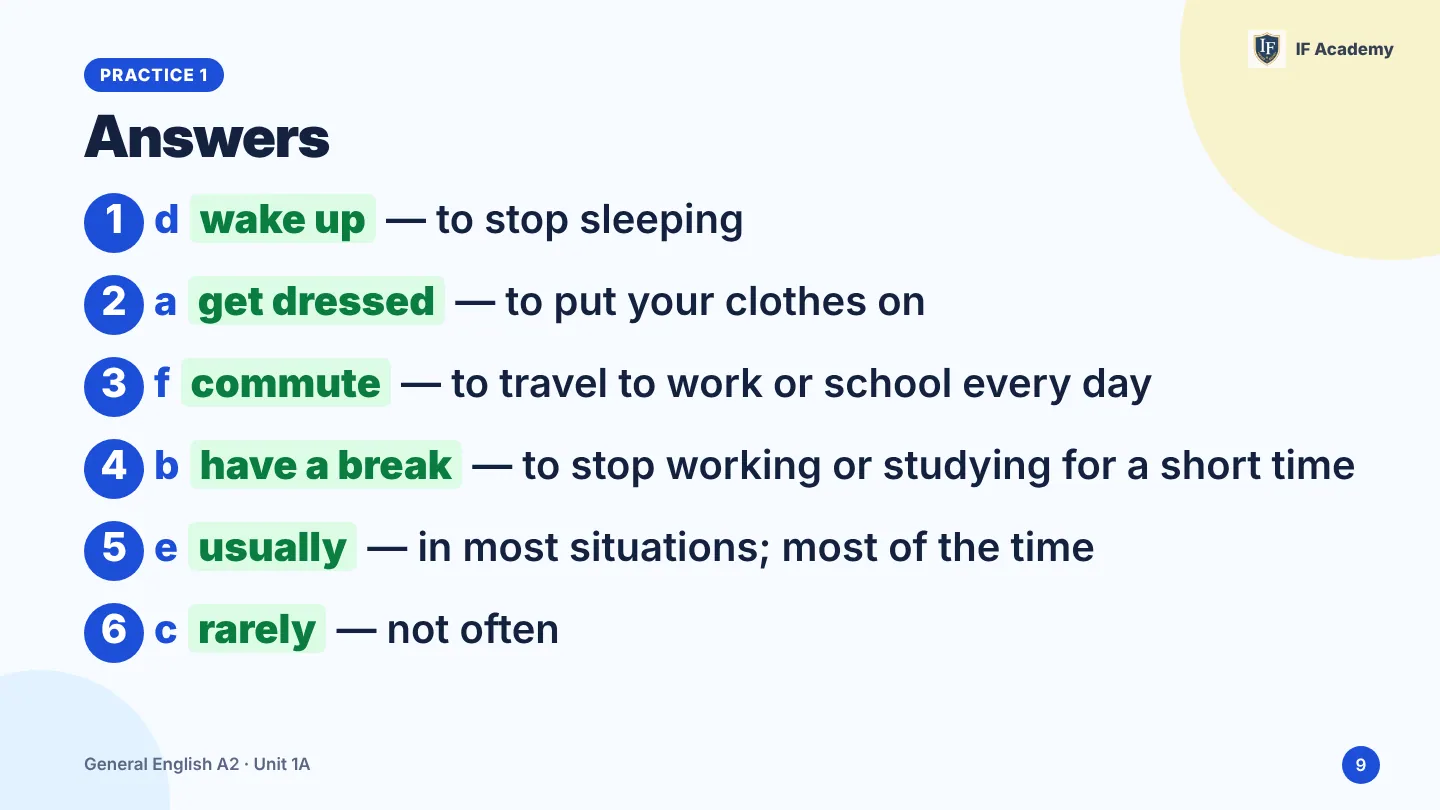 IF
IF Academy
PRACTICE 1
Answers
1 d wake up — to stop sleeping
2 a get dressed — to put your clothes on
3 f commute — to travel to work or school every day
4 b have a break — to stop working or studying for a short time
5 e usually — in most situations; most of the time
6 c rarely — not often
General English A2 · Unit 1A
9